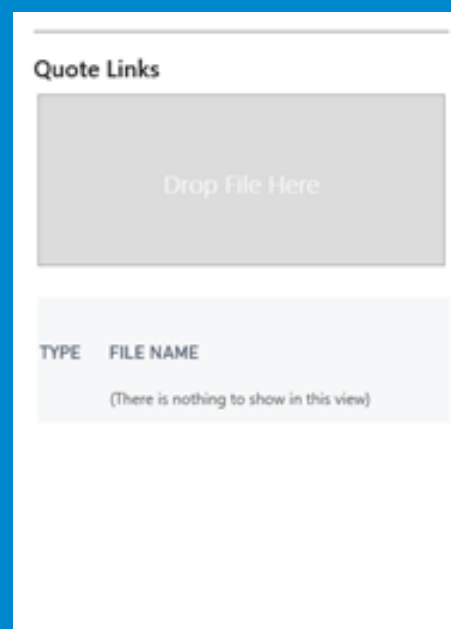 Quote Links
Drop File Here
TYPE FILE NAME
(There is nothing to show in this view)